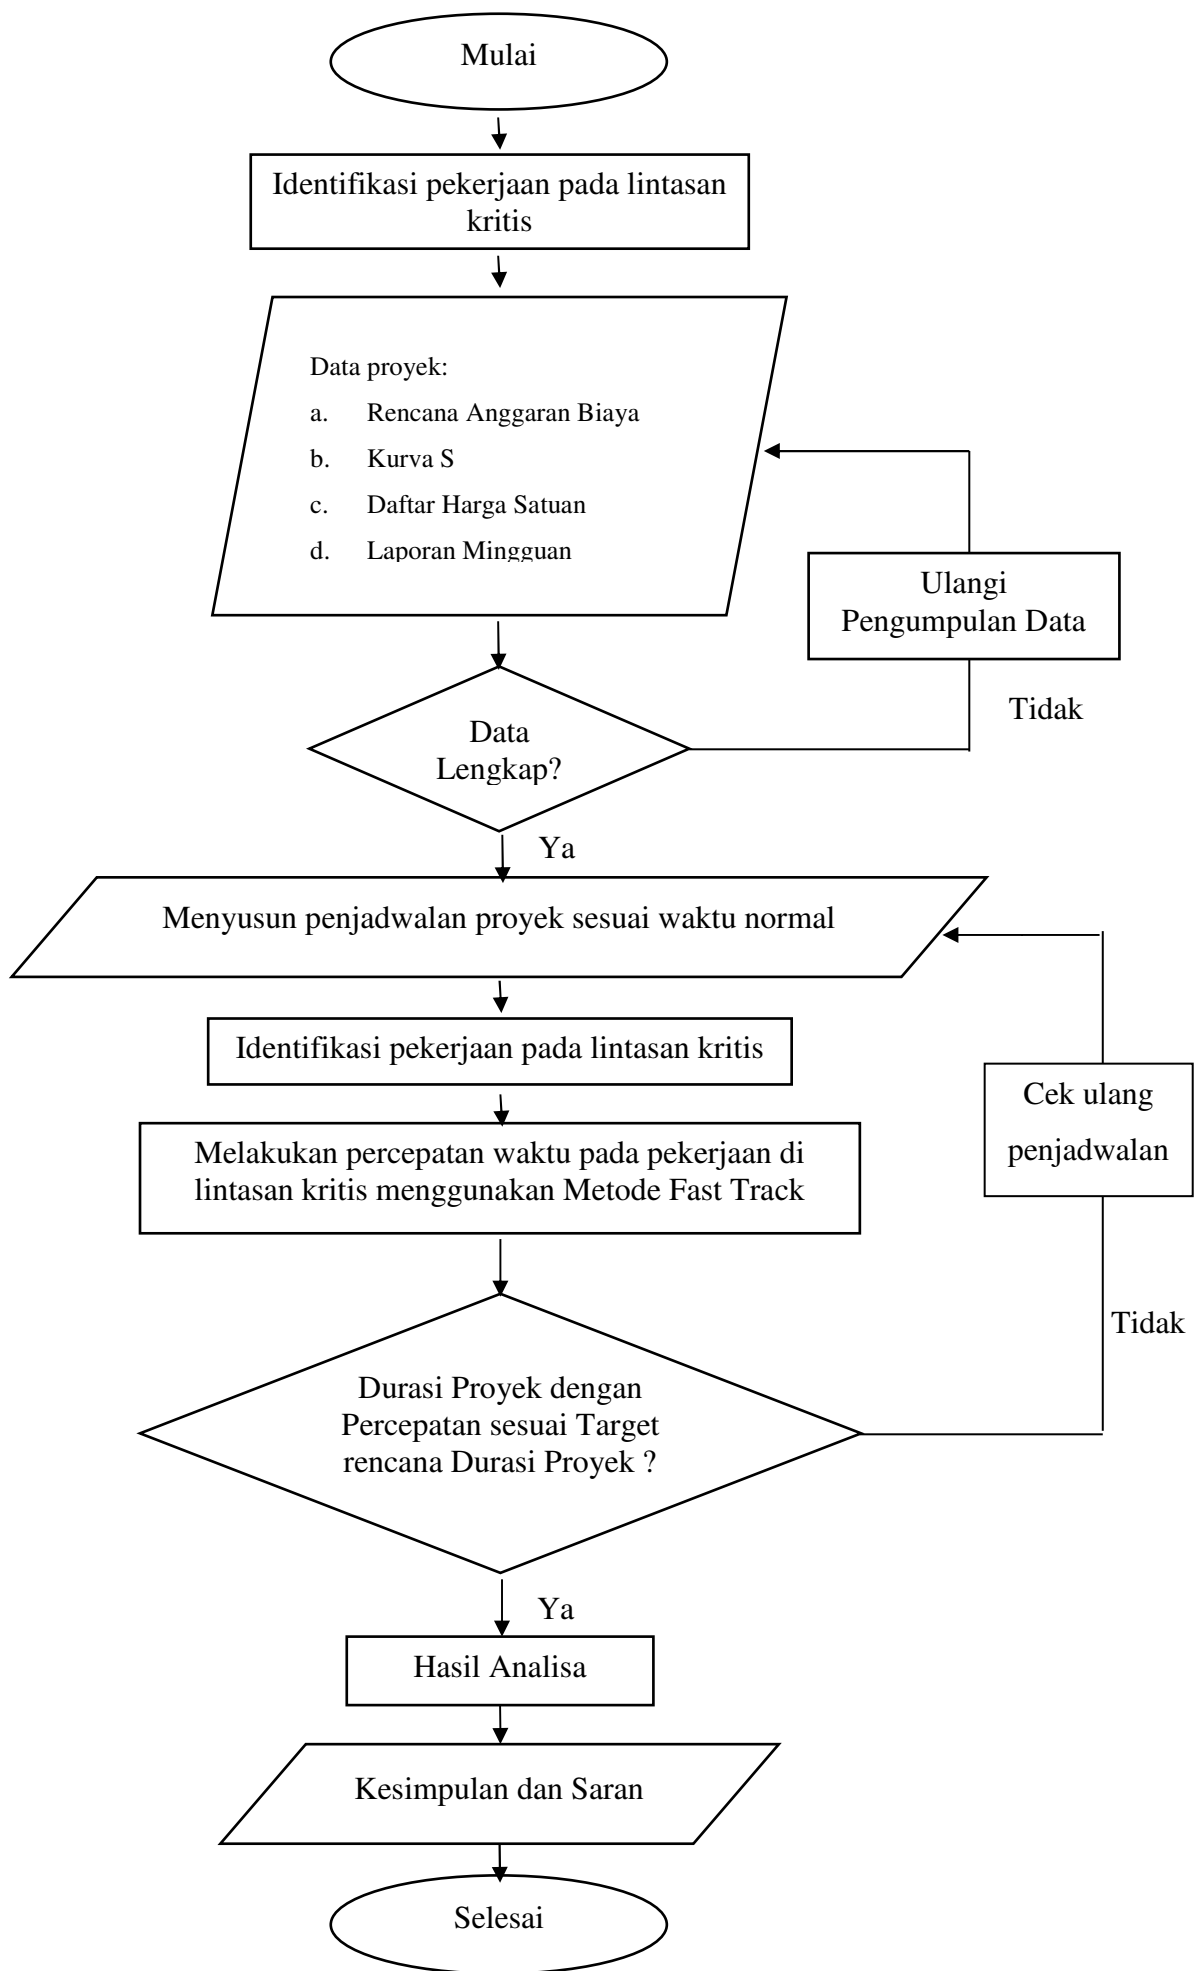 Mulai
Identifikasi pekerjaan pada lintasan
kritis
Data proyek:
a. Rencana Anggaran Biaya
b. Kurva S
c. Daftar Harga Satuan
d. Laporan Mingguan
Ulangi
Pengumpulan Data
Tidak
Data
Lengkap?
Ya
Menyusun penjadwalan proyek sesuai waktu normal
Identifikasi pekerjaan pada lintasan kritis
Cek ulang
penjadwalan
Melakukan percepatan waktu pada pekerjaan di
lintasan kritis menggunakan Metode Fast Track
Tidak
Durasi Proyek dengan
Percepatan sesuai Target
rencana Durasi Proyek ?
Ya
Hasil Analisa
Kesimpulan dan Saran
Selesai